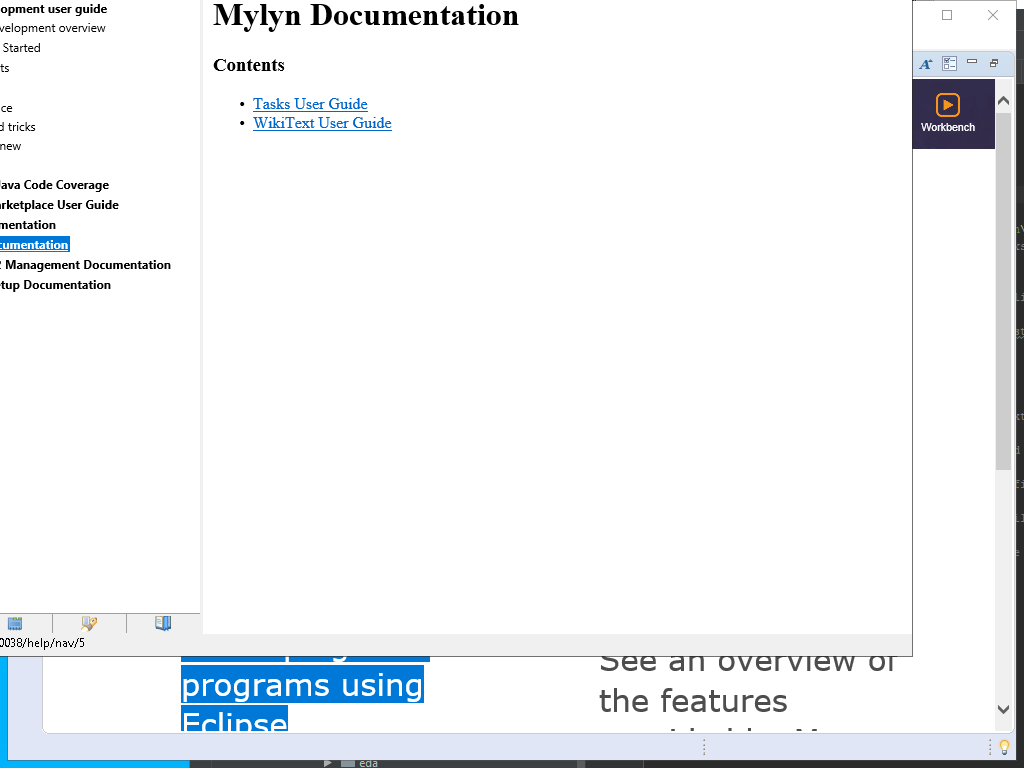 opment user guide
velopment overview
Started
ts
ce
d tricks
new
Java Code Coverage
arketplace User Guide
mentation
cumentation
2 Management Documentation
tup Documentation
0038/help/nav/5
Mylyn Documentation
Contents
• Tasks User Guide
• WikiText User Guide
Workbench
programs using
Eclipse
See an overview of
the features
eda